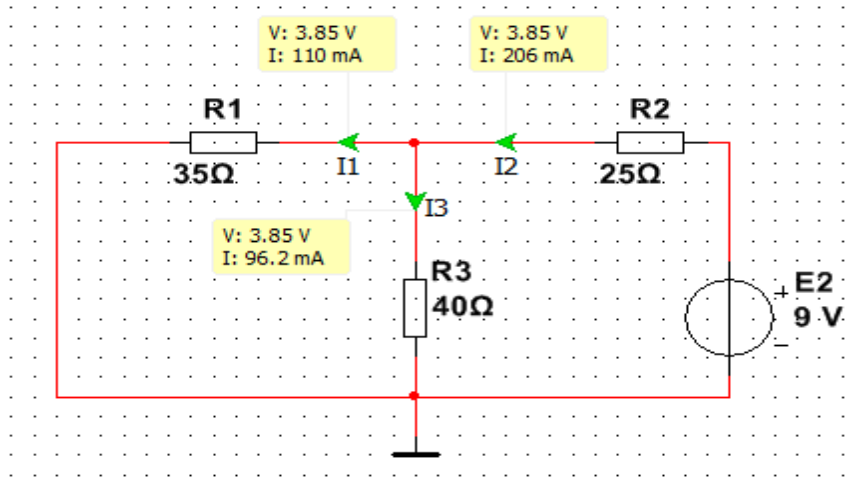 V: 3.85 V
I: 110 mA
V: 3.85 V
I: 206 mA
R1
R2
35Ω
I1
I2
25Ω
I3
V: 3.85 V
I: 96.2 mA
R3
40Ω
+ E2
9 V
−